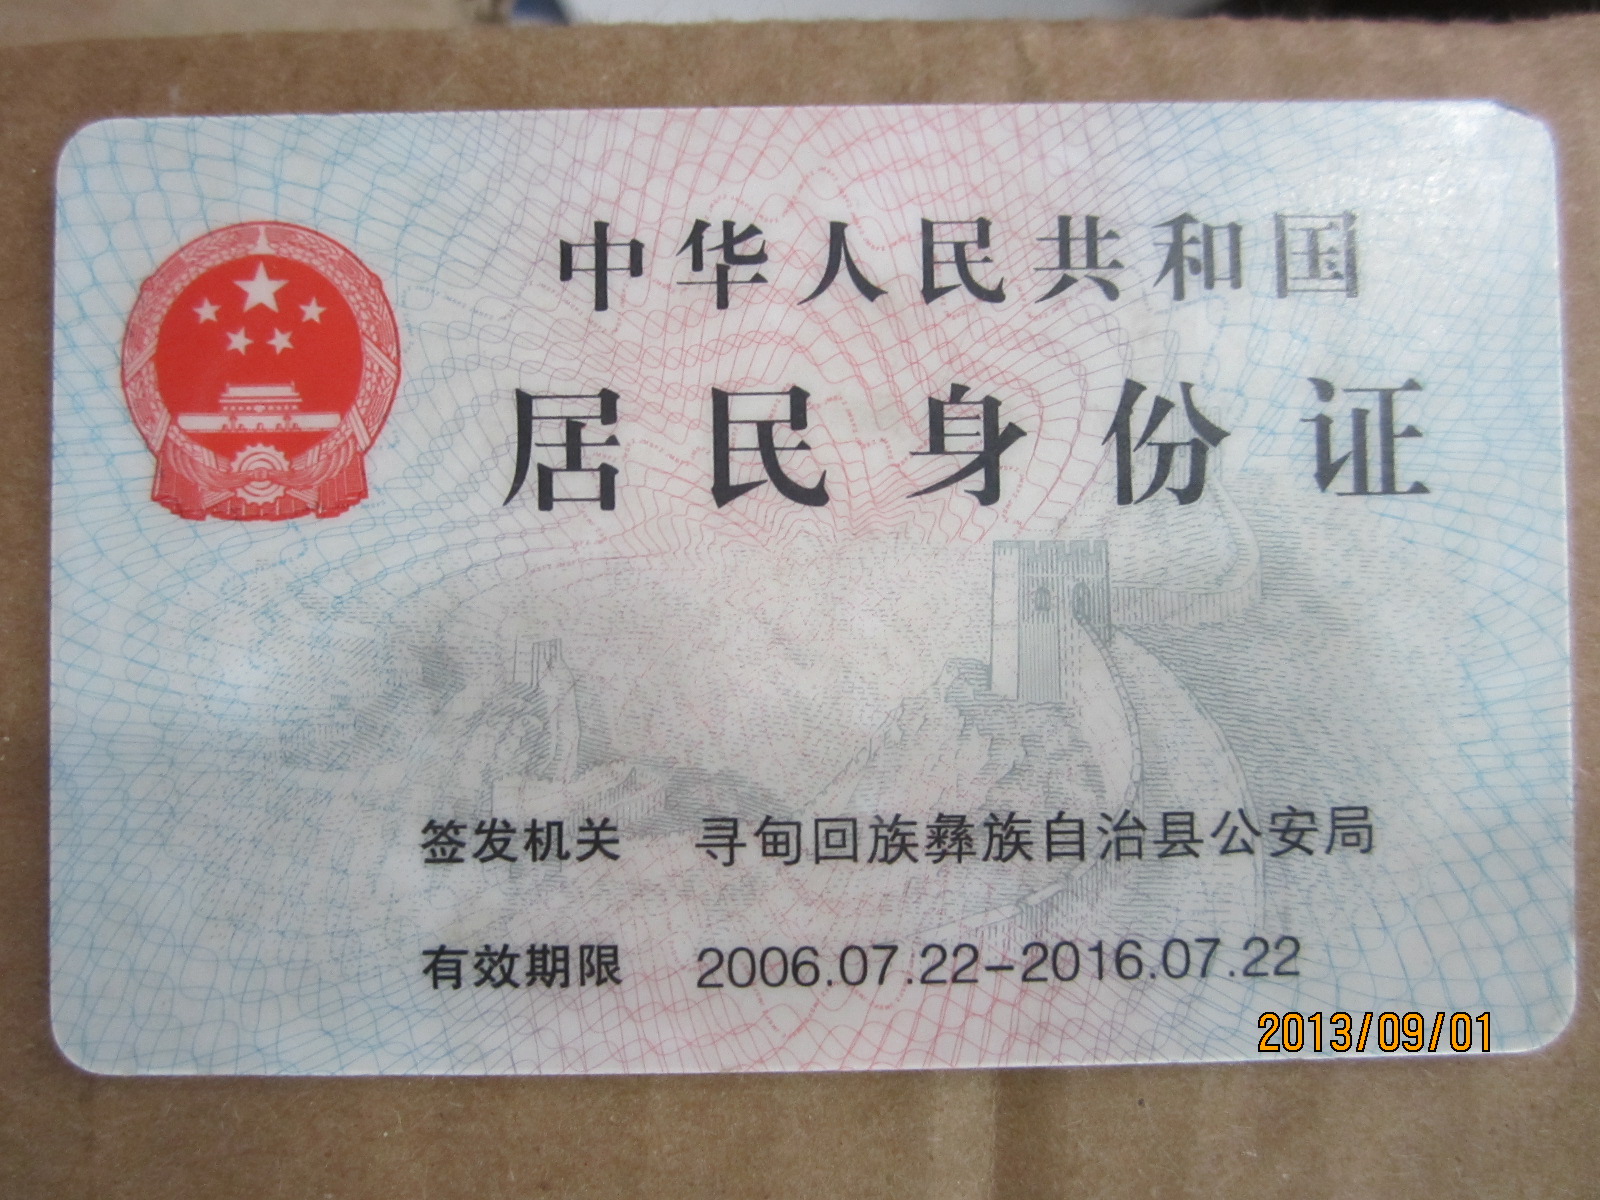 中华人民共和国
居民身份证
签发机关 寻甸回族彝族自治县公安局
有效期限 2006.07.22-2016.07.22
2013/09/01